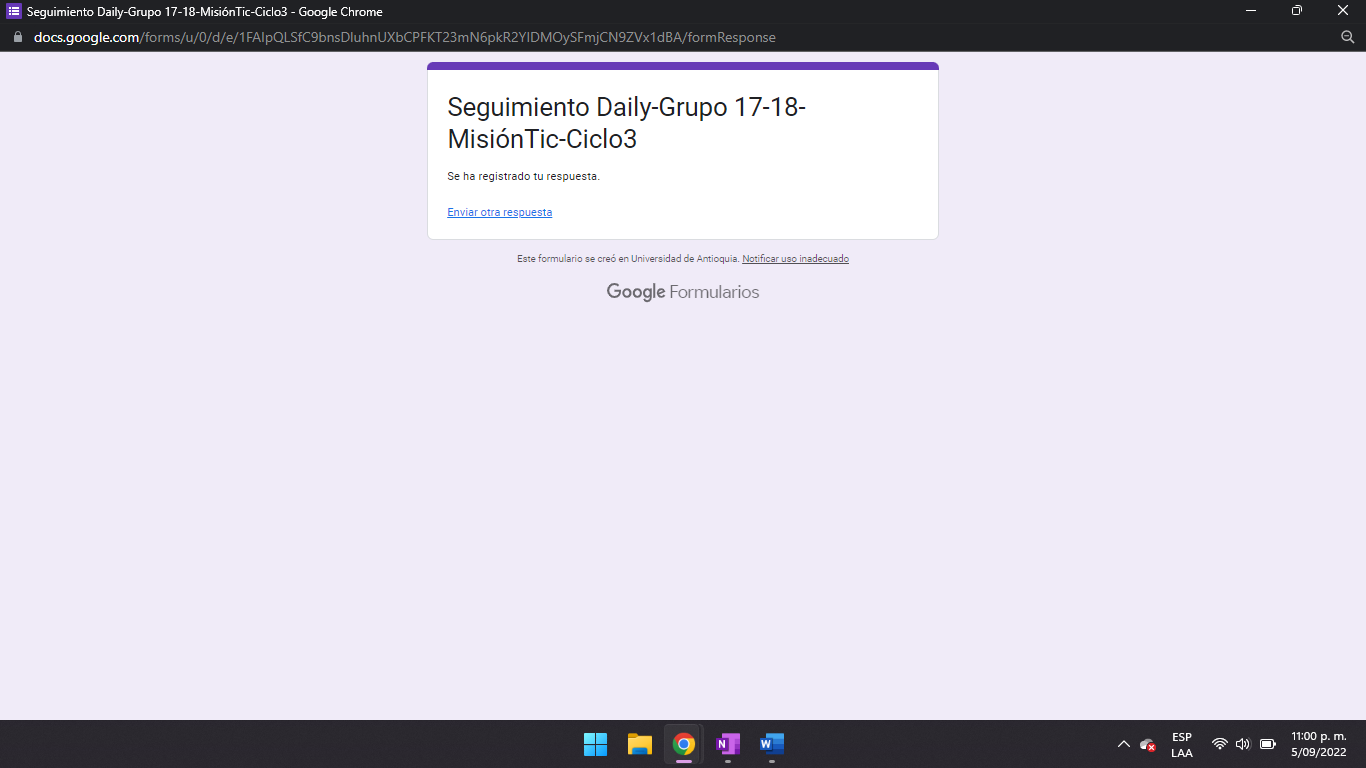 Seguimiento Daily-Grupo 17-18-MisiónTic-Ciclo3 - Google Chrome
docs.google.com/forms/u/0/d/e/1FAIpQLSfC9bnsDluhnUXbCPFKT23mN6pkR2YlDMOySFmjCN9ZVx1dBA/formResponse
Seguimiento Daily-Grupo 17-18-
MisiónTic-Ciclo3
Se ha registrado tu respuesta.
Enviar otra respuesta
Este formulario se creó en Universidad de Antioquia. Notificar uso inadecuado
Google Formularios
ESP
LAA
11:00 p. m.
5/09/2022